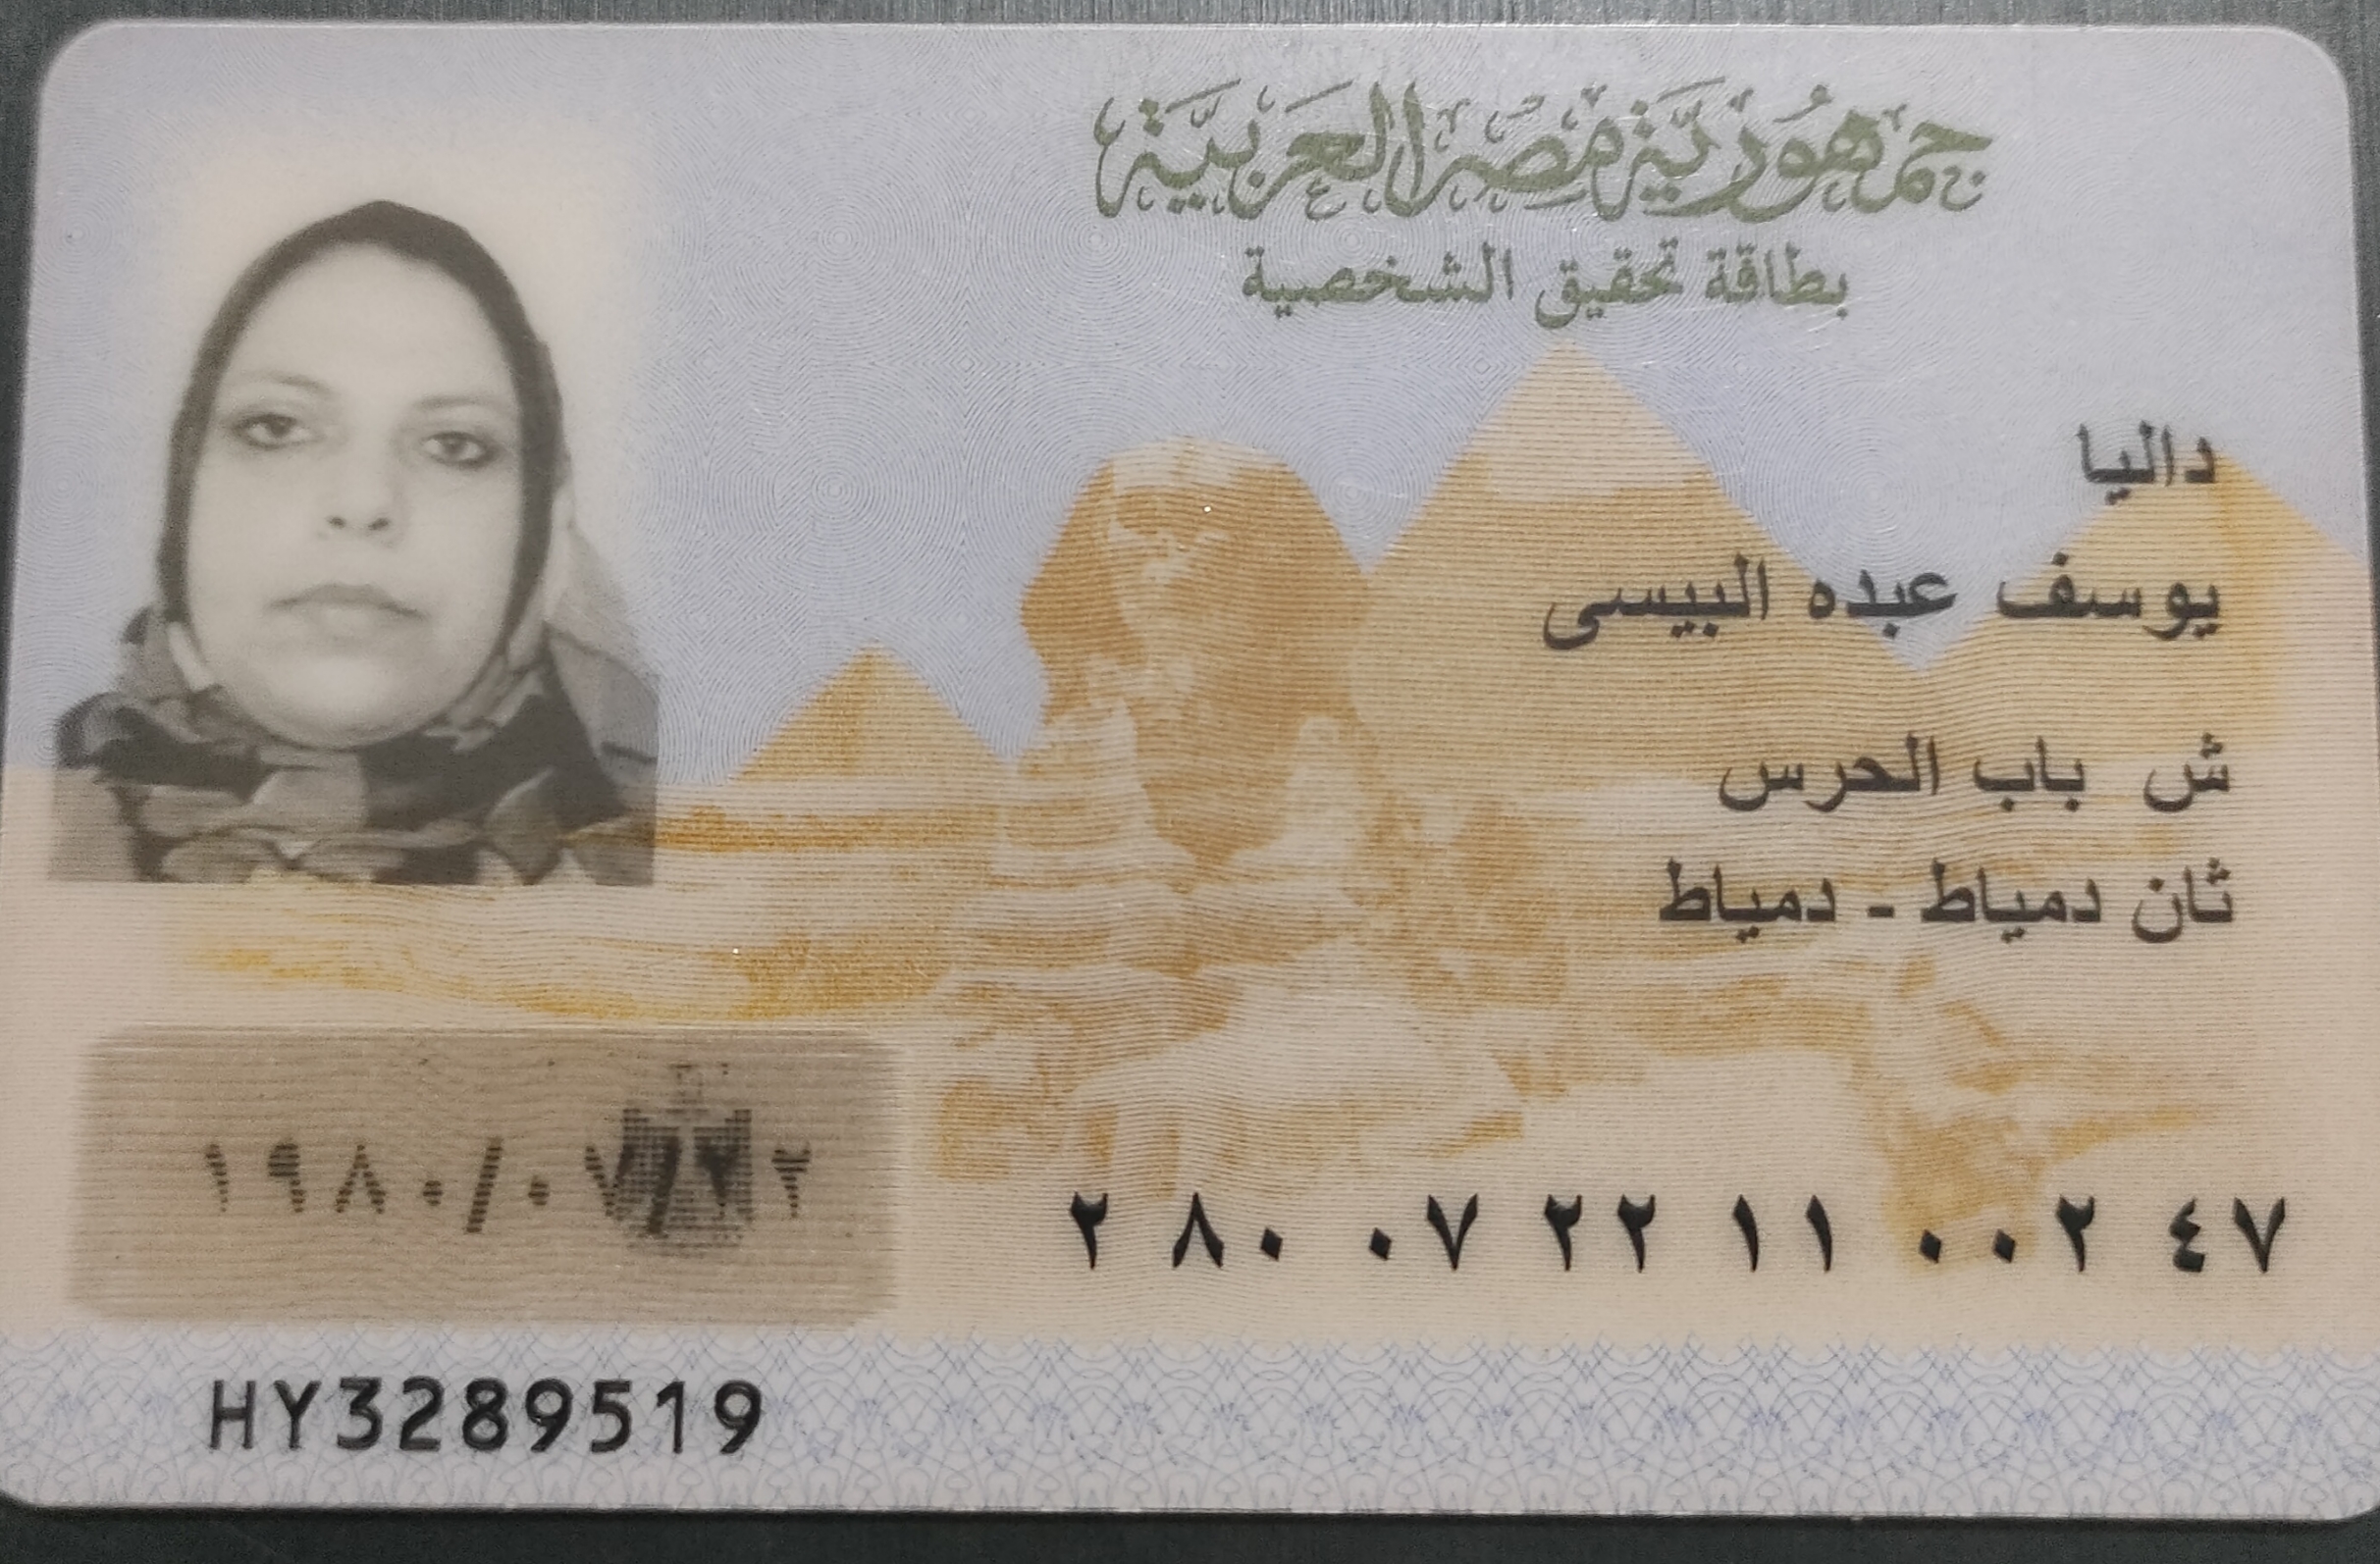 جمهورية مصر العربية
بطاقة تحقيق الشخصية
داليا
يوسف عبده البيسى
ش باب الحرس
ثان دمياط - دمياط
١٩٨٠/٠٧/٢٢
٢ ٨٠ ٠٧ ٢٢ ١١ ٠٠٢ ٤٧
HY3289519